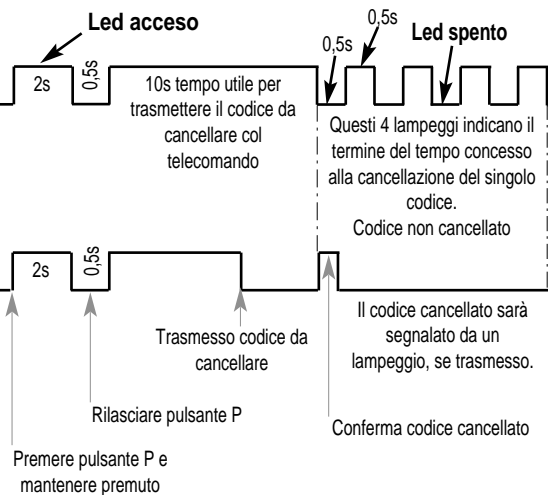 Led acceso
0,5s
0,5s
Led spento
2s
0,5s
10s tempo utile per
trasmettere il codice da
cancellare col
telecomando
Questi 4 lampeggi indicano il
termine del tempo concesso
alla cancellazione del singolo
codice.
Codice non cancellato
2s
0,5s
Trasmesso codice da
cancellare
Il codice cancellato sarà
segnalato da un
lampeggio, se trasmesso.
Rilasciare pulsante P
Conferma codice cancellato
Premere pulsante P e
mantenere premuto